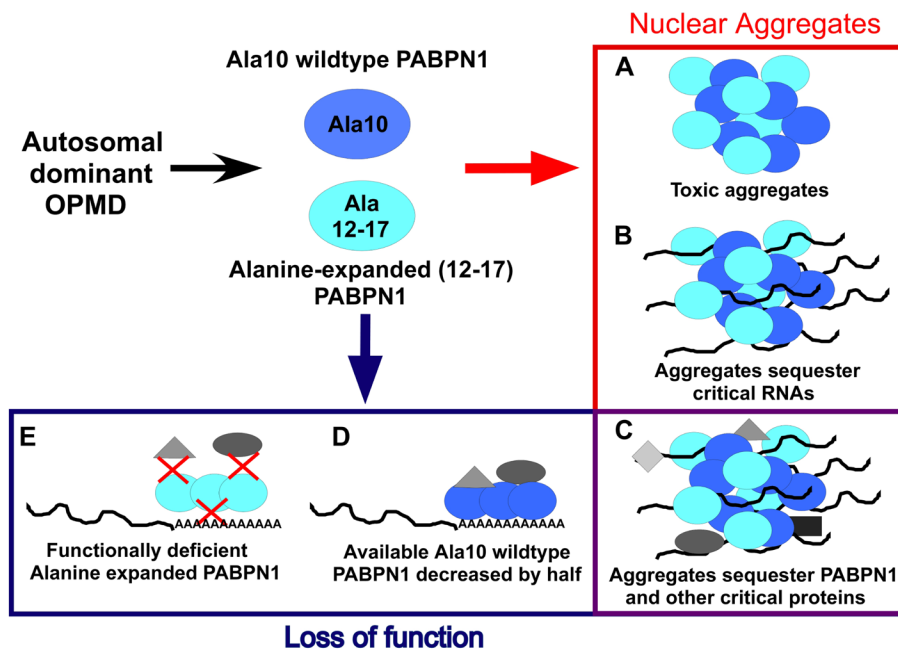 Nuclear Aggregates
Ala10 wildtype PABPN1
Ala10
Autosomal
dominant
OPMD
Ala
12-17
Alanine-expanded (12-17)
PABPN1
A
Toxic aggregates
B
Aggregates sequester
critical RNAs
C
Aggregates sequester PABPN1
and other critical proteins
E
AAAAAAAAAAAAA
Functionally deficient
Alanine expanded PABPN1
D
AAAAAAAAAAAA
Available Ala10 wildtype
PABPN1 decreased by half
Loss of function